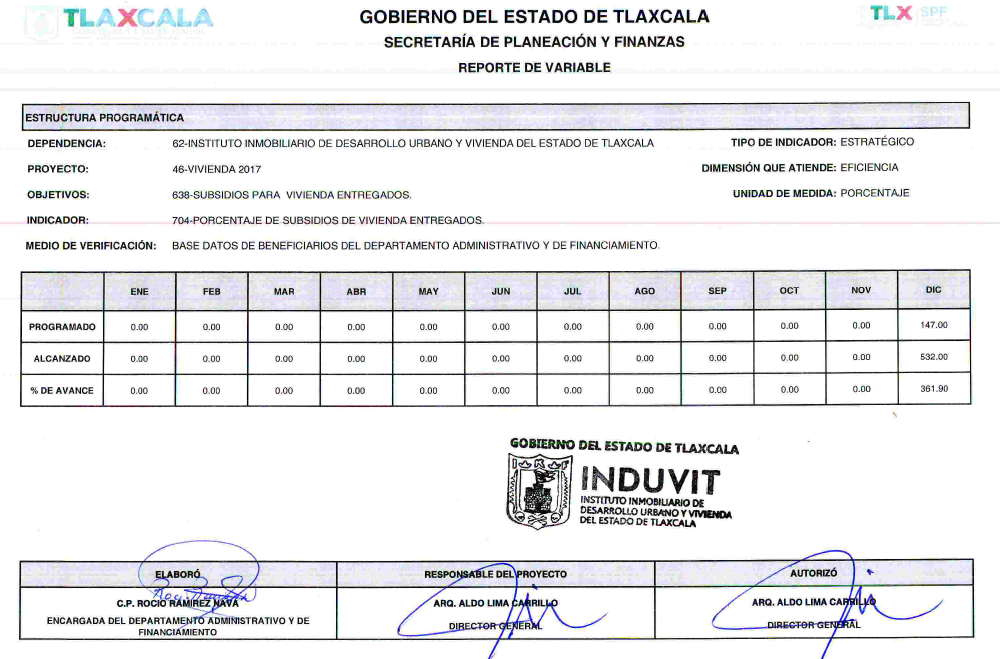 TLAXCALA
GOBIERNO DEL ESTADO DE TLAXCALA
TLX SPF
SECRETARÍA DE PLANEACIÓN Y FINANZAS
REPORTE DE VARIABLE
ESTRUCTURA PROGRAMÁTICA
DEPENDENCIA: 62-INSTITUTO INMOBILIARIO DE DESARROLLO URBANO Y VIVIENDA DEL ESTADO DE TLAXCALA TIPO DE INDICADOR: ESTRATÉGICO
PROYECTO: 46-VIVIENDA 2017 DIMENSIÓN QUE ATIENDE: EFICIENCIA
OBJETIVOS: 638-SUBSIDIOS PARA VIVIENDA ENTREGADOS. UNIDAD DE MEDIDA: PORCENTAJE
INDICADOR: 704-PORCENTAJE DE SUBSIDIOS DE VIVIENDA ENTREGADOS.
MEDIO DE VERIFICACIÓN: BASE DATOS DE BENEFICIARIOS DEL DEPARTAMENTO ADMINISTRATIVO Y DE FINANCIAMIENTO.
ENE FEB MAR ABR MAY JUN JUL AGO SEP OCT NOV DIC
PROGRAMADO 0.00 0.00 0.00 0.00 0.00 0.00 0.00 0.00 0.00 0.00 0.00 147.00
ALCANZADO 0.00 0.00 0.00 0.00 0.00 0.00 0.00 0.00 0.00 0.00 0.00 532.00
% DE AVANCE 0.00 0.00 0.00 0.00 0.00 0.00 0.00 0.00 0.00 0.00 0.00 361.90
GOBIERNO DEL ESTADO DE TLAXCALA
INDUVIT
INSTITUTO INMOBILIARIO DE
DESARROLLO URBANO Y VIVIENDA
DEL ESTADO DE TLAXCALA
ELABORÓ RESPONSABLE DEL PROYECTO AUTORIZÓ
C.P. ROCIO RAMÍREZ NAVA ARQ. ALDO LIMA CARRILLO ARQ. ALDO LIMA CARRILLO
ENCARGADA DEL DEPARTAMENTO ADMINISTRATIVO Y DE
FINANCIAMIENTO DIRECTOR GENERAL DIRECTOR GENERAL